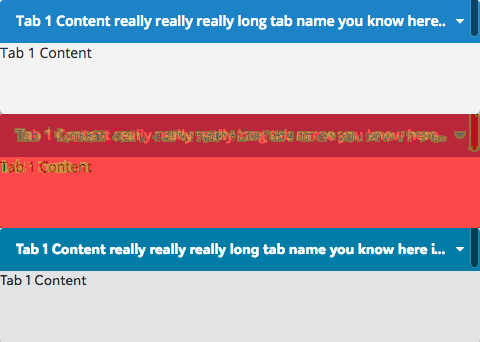 Tab 1 Content really really really long tab name you know here..
Tab 1 Content
Tab 1 Content really really really long tab name you know here...
Tab 1 Content
Tab 1 Content really really really long tab name you know here i...
Tab 1 Content